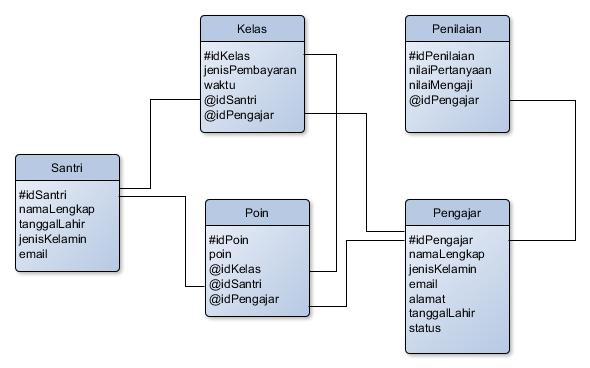 Kelas
#idKelas
jenisPembayaran
waktu
@idSantri
@idPengajar
Penilaian
#idPenilaian
nilaiPertanyaan
nilaiMengaji
@idPengajar
Santri
#idSantri
namaLengkap
tanggalLahir
jenisKelamin
email
Poin
#idPoin
poin
@idKelas
@idSantri
@idPengajar
Pengajar
#idPengajar
namaLengkap
jenisKelamin
email
alamat
tanggalLahir
status